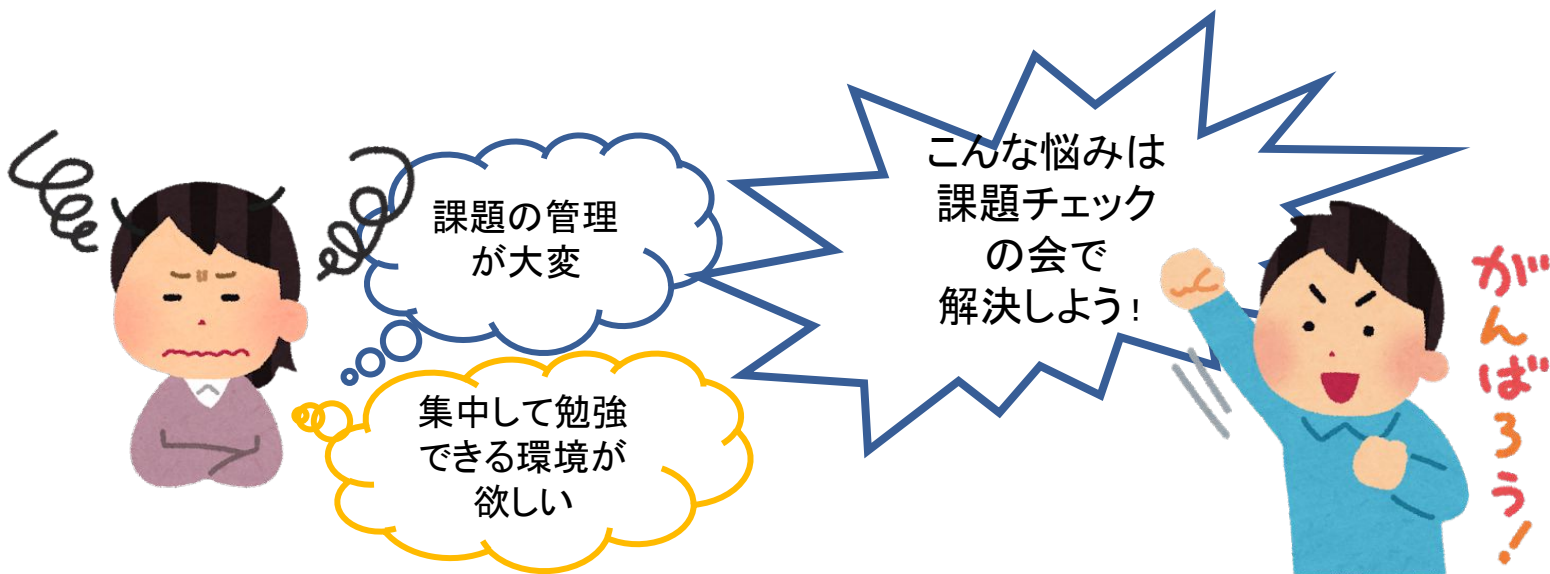 課題の管理
が大変
集中して勉強
できる環境が
欲しい
こんな悩みは
課題チェック
の会で
解決しよう！
がんばろう！